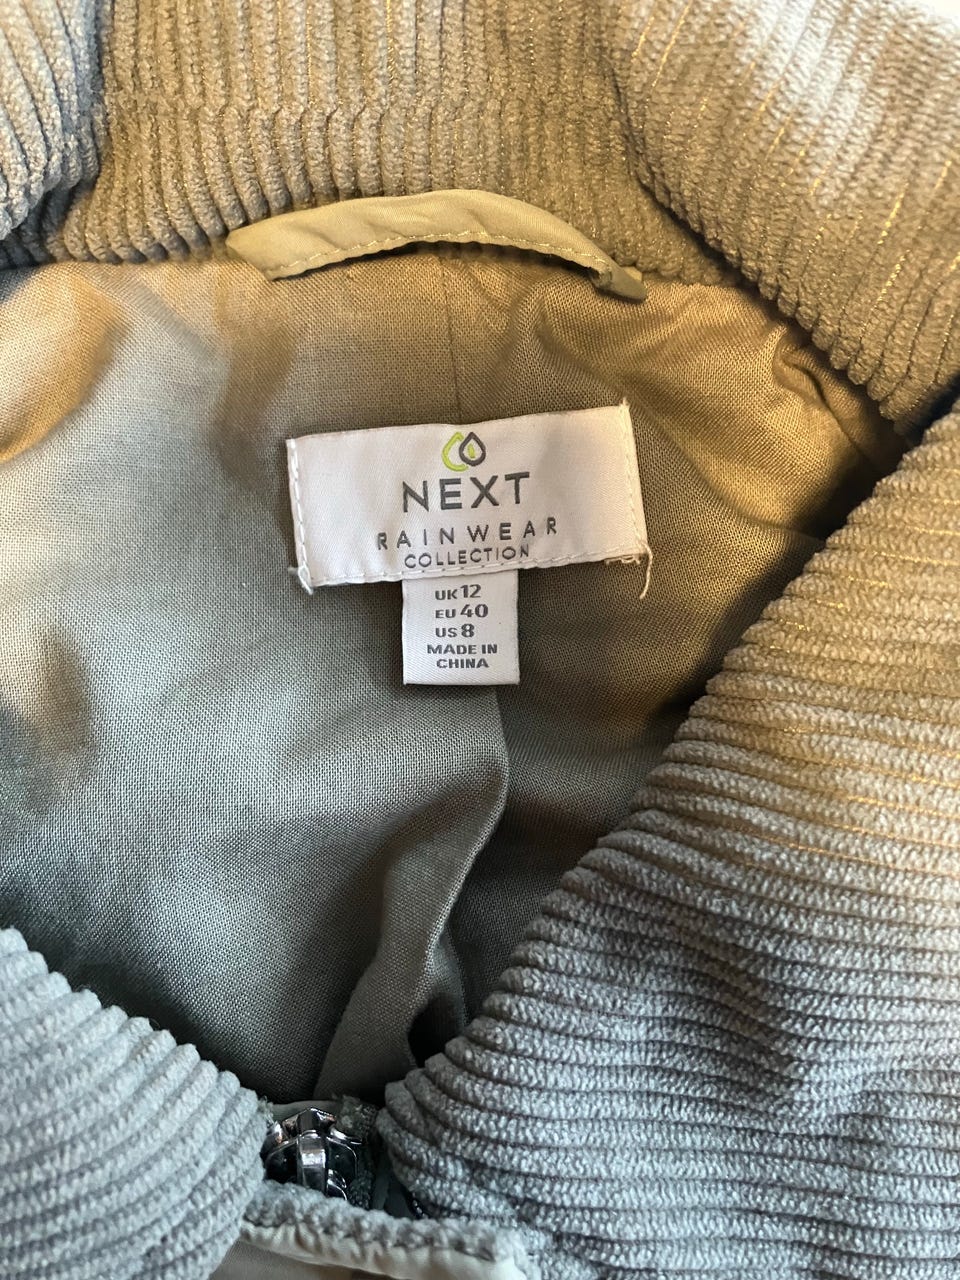 NEXT
RAINWEAR
COLLECTION
UK 12
EU 40
US 8
MADE IN
CHINA